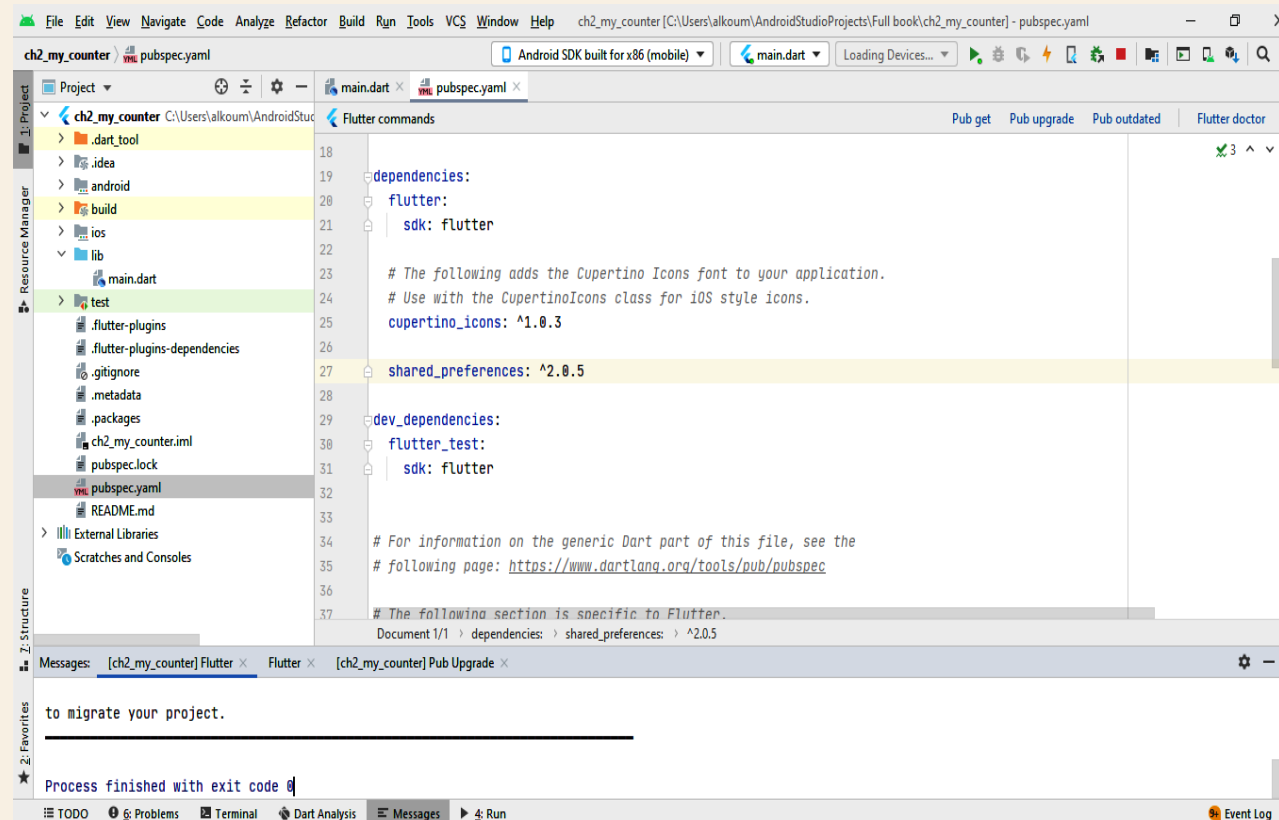 File Edit View Navigate Code Analyze Refactor Build Run Tools VCS Window Help ch2_my_counter [C:\Users\alkoum\AndroidStudioProjects\Full book\ch2_my_counter] - pubspec.yaml
ch2_my_counter pubspec.yaml Android SDK built for x86 (mobile) main.dart Loading Devices...
Project main.dart pubspec.yaml
1: Project
Resource Manager
Z: Structure
2: Favorites
ch2_my_counter C:\Users\alkoum\AndroidStud
.dart_tool
.idea
android
build
ios
lib
main.dart
test
.flutter-plugins
.flutter-plugins-dependencies
.gitignore
.metadata
.packages
ch2_my_counter.iml
pubspec.lock
pubspec.yaml
README.md
External Libraries
Scratches and Consoles
Flutter commands Pub get Pub upgrade Pub outdated Flutter doctor
3
18
19 dependencies:
20 flutter:
21 sdk: flutter
22
23 # The following adds the Cupertino Icons font to your application.
24 # Use with the CupertinoIcons class for iOS style icons.
25 cupertino_icons: ^1.0.3
26
27 shared_preferences: ^2.0.5
28
29 dev_dependencies:
30 flutter_test:
31 sdk: flutter
32
33
34 # For information on the generic Dart part of this file, see the
35 # following page: https://www.dartlang.org/tools/pub/pubspec
36
37 # The following section is specific to Flutter.
Document 1/1 dependencies: shared_preferences: ^2.0.5
Messages: [ch2_my_counter] Flutter Flutter [ch2_my_counter] Pub Upgrade
to migrate your project.
Process finished with exit code 0
TODO 6: Problems Terminal Dart Analysis Messages 4: Run 9+ Event Log